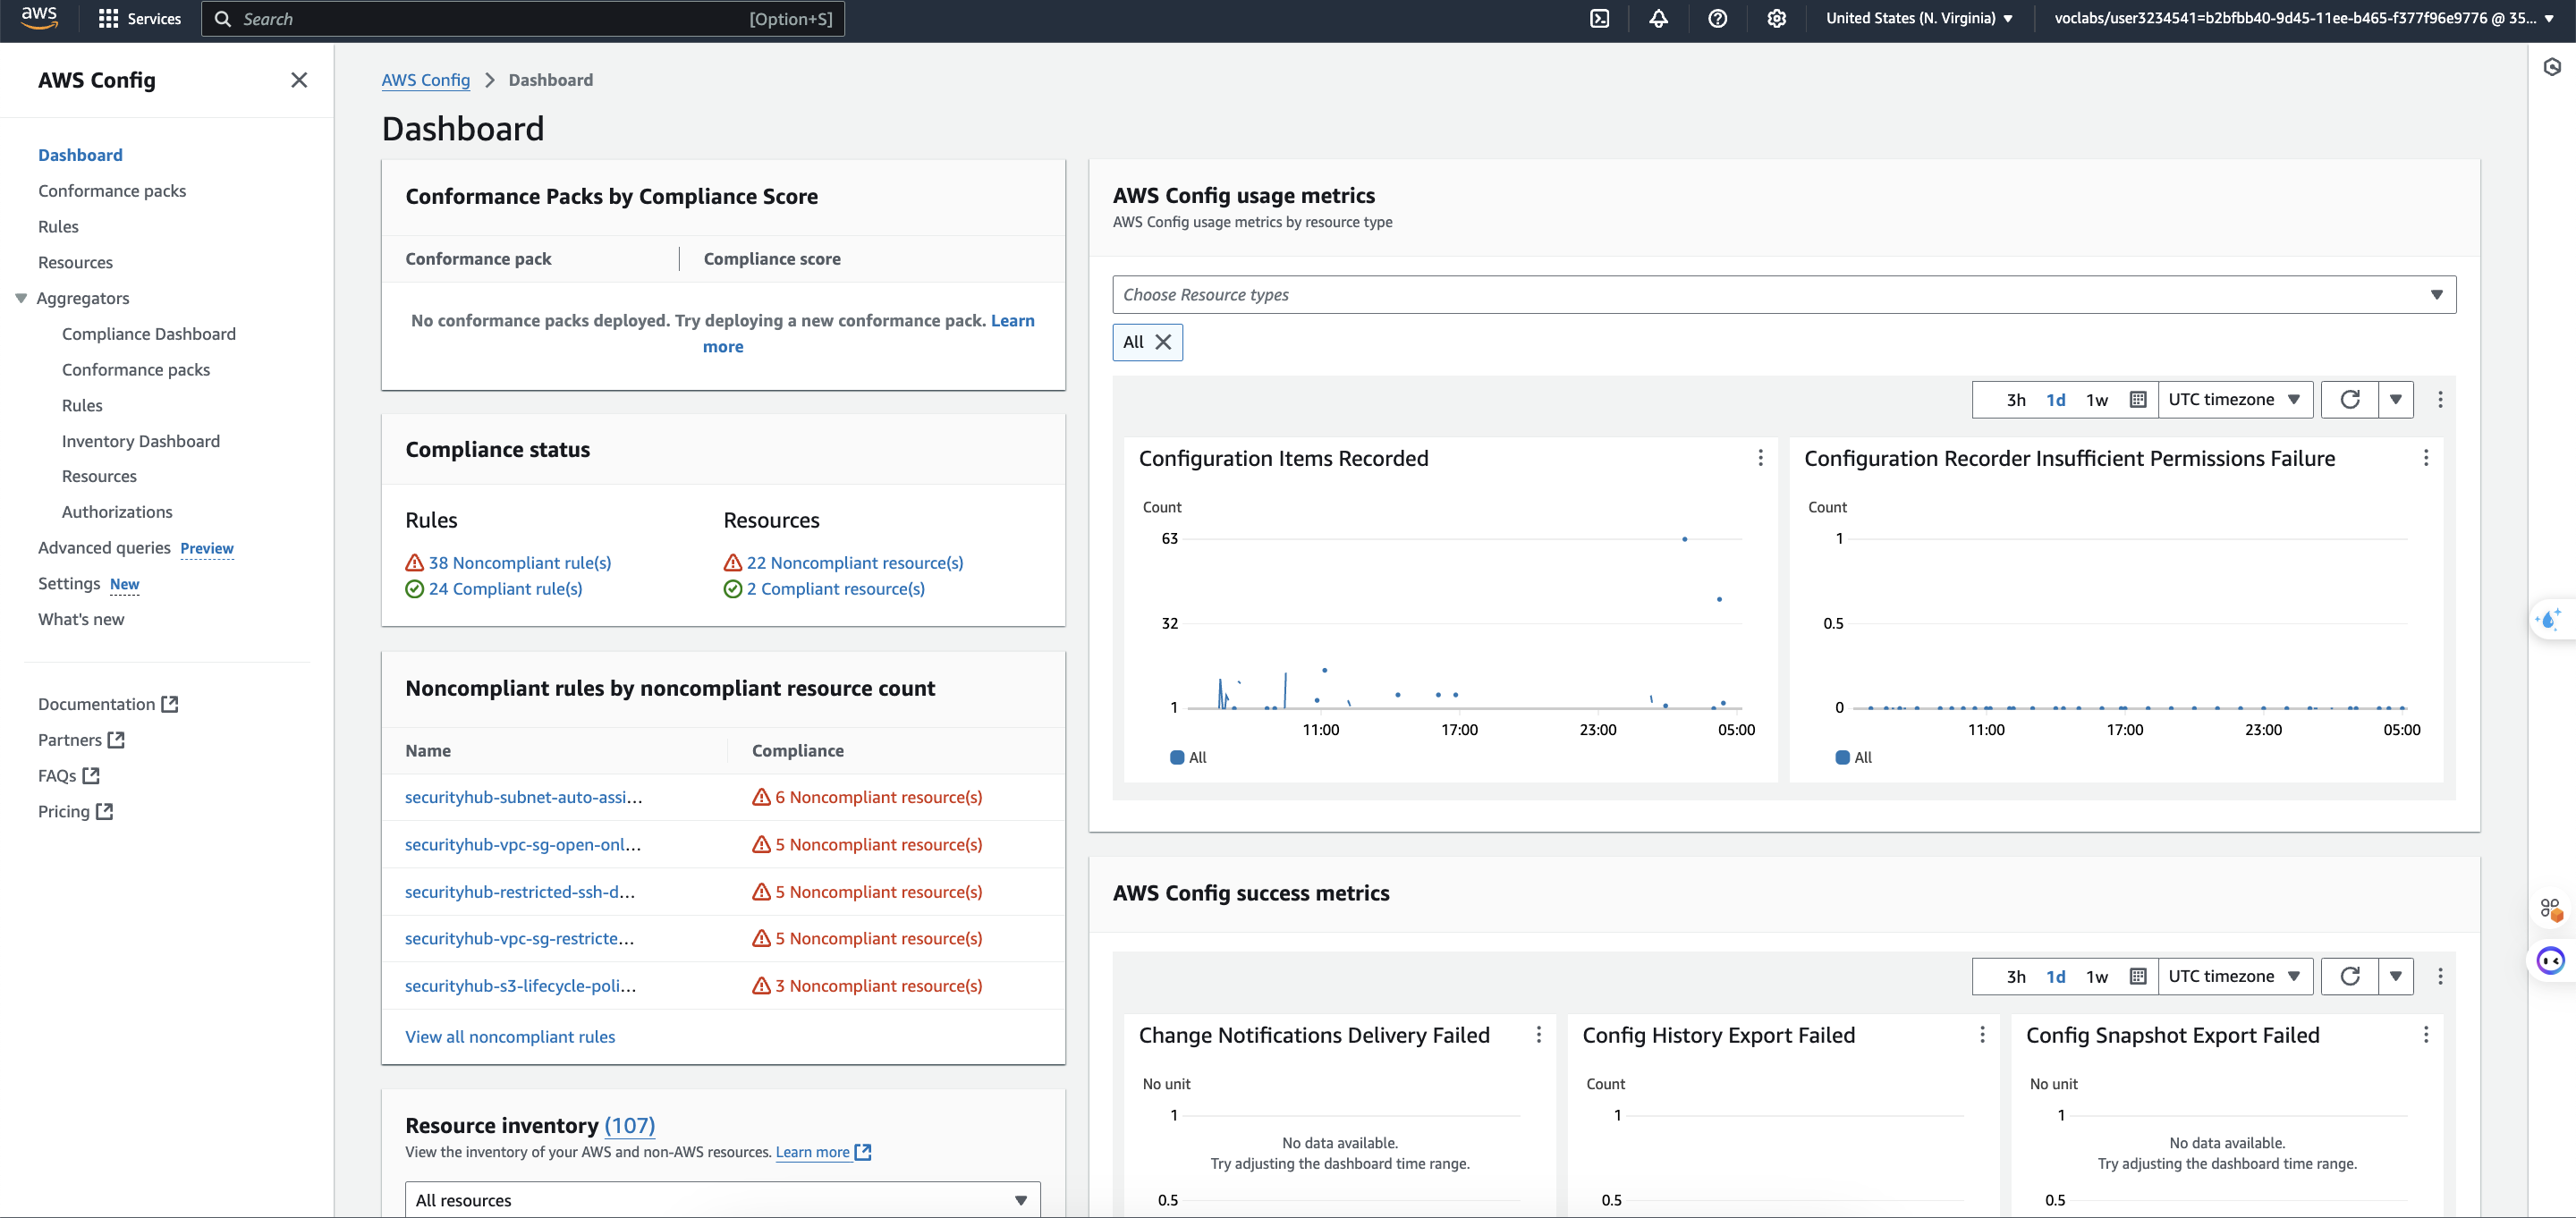 aws
Services
Search
[Option+S]
United States (N. Virginia)
voclabs/user3234541=b2bfbb40-9d45-11ee-b465-f377f96e9776 @ 35...
AWS Config
Dashboard
Conformance packs
Rules
Resources
Aggregators
Compliance Dashboard
Conformance packs
Rules
Inventory Dashboard
Resources
Authorizations
Advanced queries Preview
Settings New
What's new
Documentation
Partners
FAQs
Pricing
AWS Config > Dashboard
Dashboard
Conformance Packs by Compliance Score
Conformance pack Compliance score
No conformance packs deployed. Try deploying a new conformance pack. Learn
more
Compliance status
Rules
38 Noncompliant rule(s)
24 Compliant rule(s)
Resources
22 Noncompliant resource(s)
2 Compliant resource(s)
Noncompliant rules by noncompliant resource count
Name Compliance
securityhub-subnet-auto-assi... 6 Noncompliant resource(s)
securityhub-vpc-sg-open-onl... 5 Noncompliant resource(s)
securityhub-restricted-ssh-d... 5 Noncompliant resource(s)
securityhub-vpc-sg-restricte... 5 Noncompliant resource(s)
securityhub-s3-lifecycle-poli... 3 Noncompliant resource(s)
View all noncompliant rules
Resource inventory (107)
View the inventory of your AWS and non-AWS resources. Learn more
All resources
AWS Config usage metrics
AWS Config usage metrics by resource type
Choose Resource types
All
3h 1d 1w UTC timezone
Configuration Items Recorded
Count
63
32
1
11:00 17:00 23:00 05:00
All
Configuration Recorder Insufficient Permissions Failure
Count
1
0.5
0
11:00 17:00 23:00 05:00
All
AWS Config success metrics
3h 1d 1w UTC timezone
Change Notifications Delivery Failed
No unit
1
No data available.
Try adjusting the dashboard time range.
0.5
Config History Export Failed
Count
1
0.5
Config Snapshot Export Failed
No unit
1
No data available.
Try adjusting the dashboard time range.
0.5